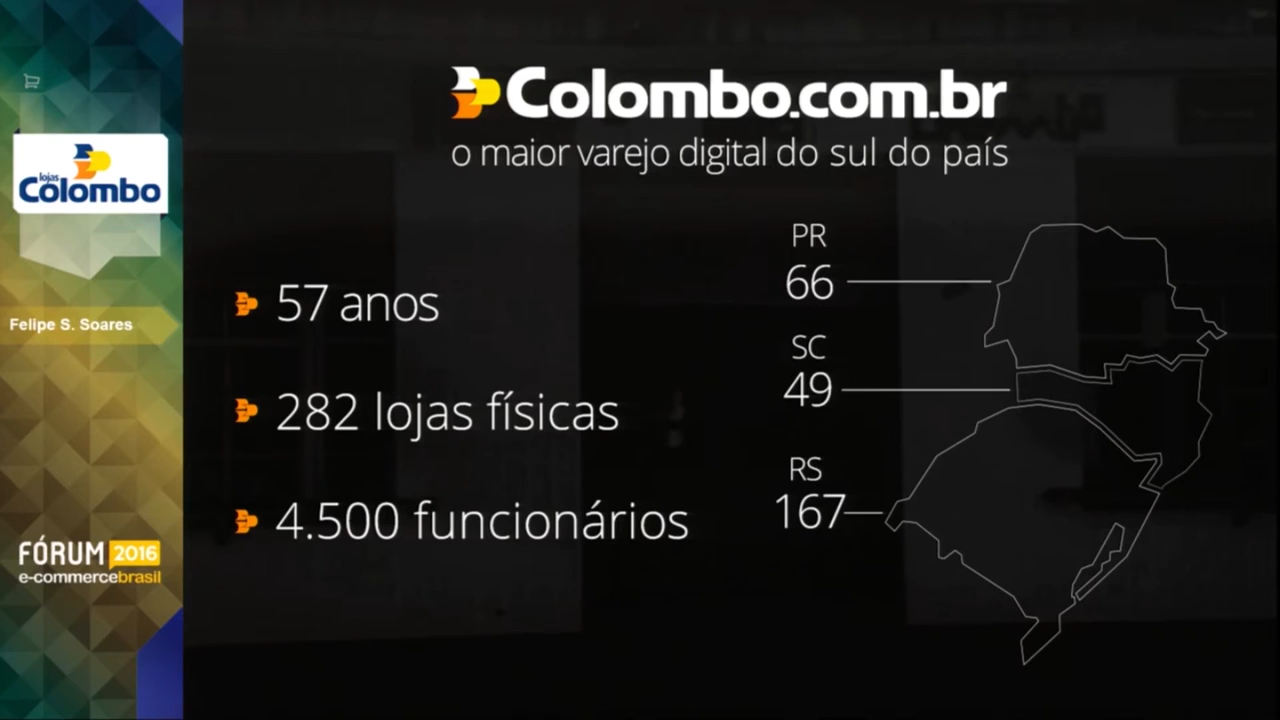 lojas
Colombo
Felipe S. Soares
FÓRUM 2016
e-commercebrasil
Colombo.com.br
o maior varejo digital do sul do país
57 anos
282 lojas físicas
4.500 funcionários
PR
66
SC
49
RS
167